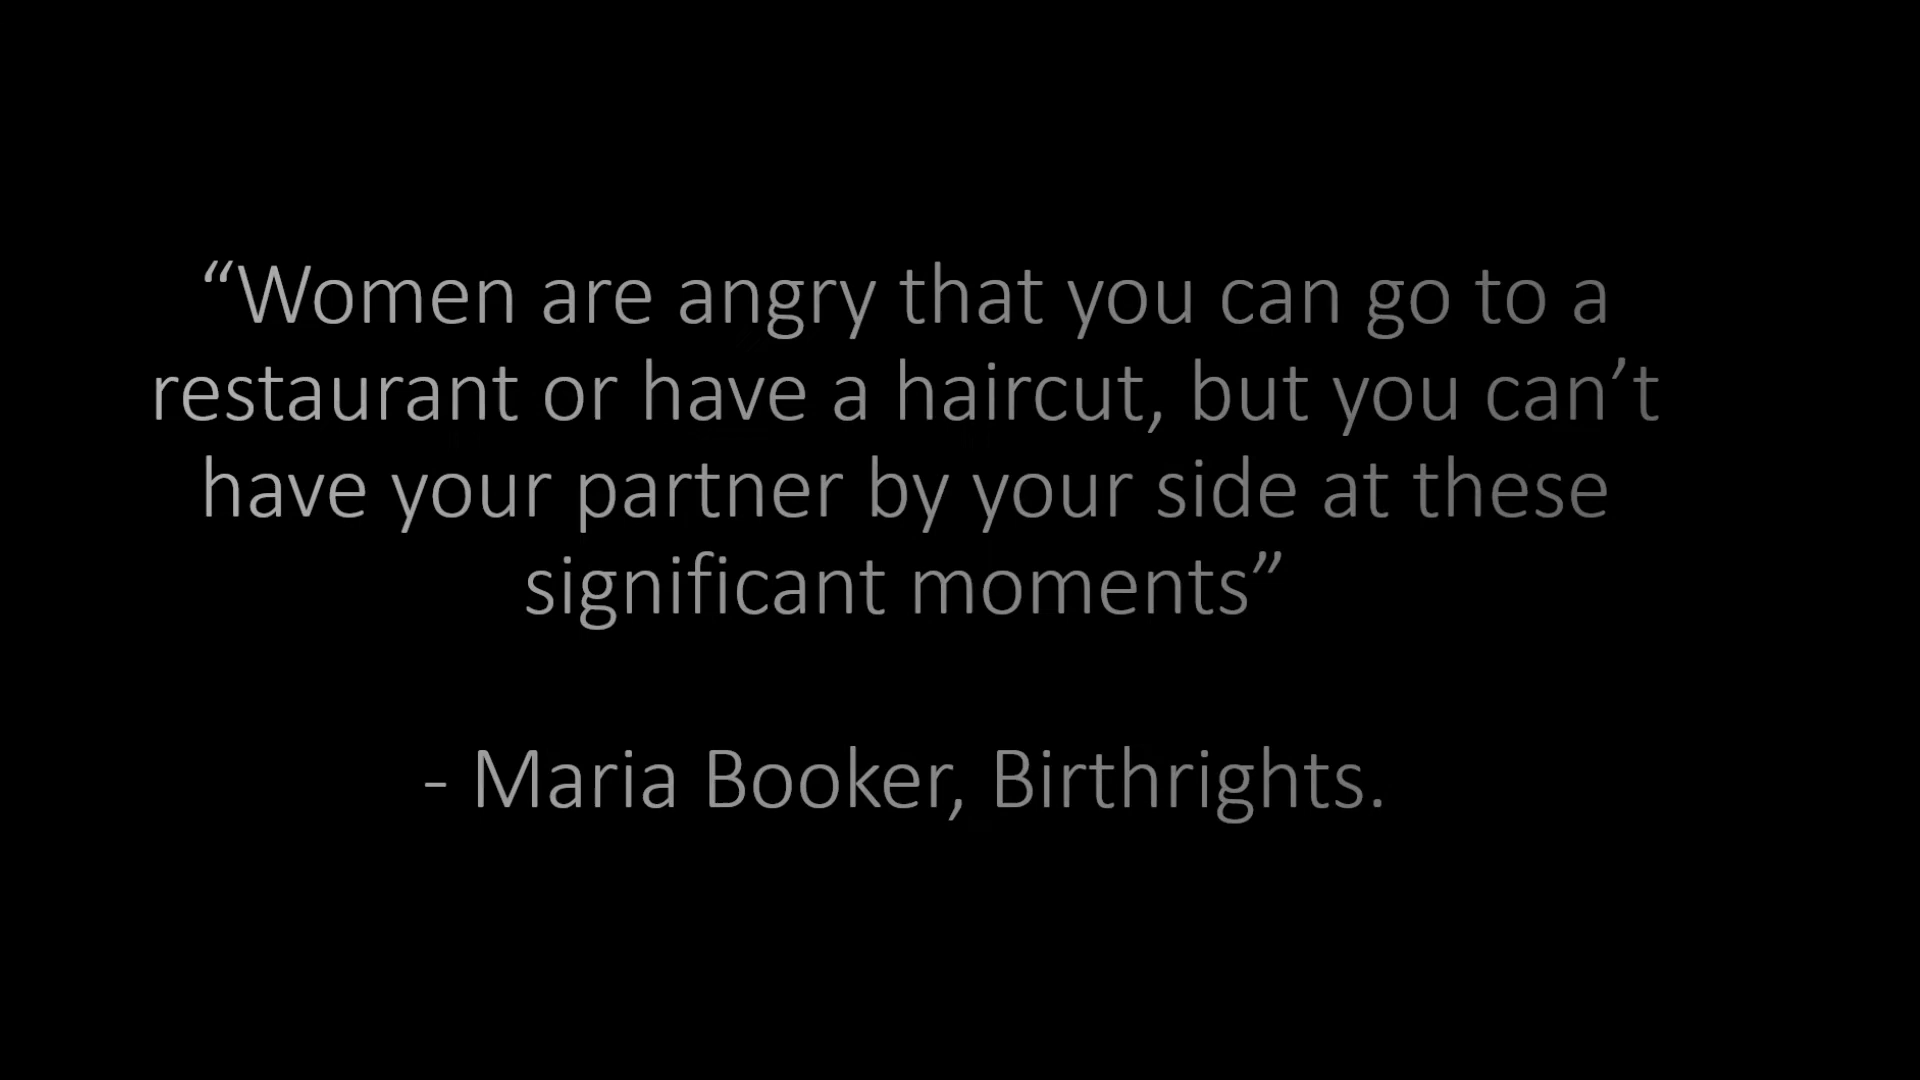 “Women are angry that you can go to a
restaurant or have a haircut, but you can’t
have your partner by your side at these
significant moments”
- Maria Booker, Birthrights.